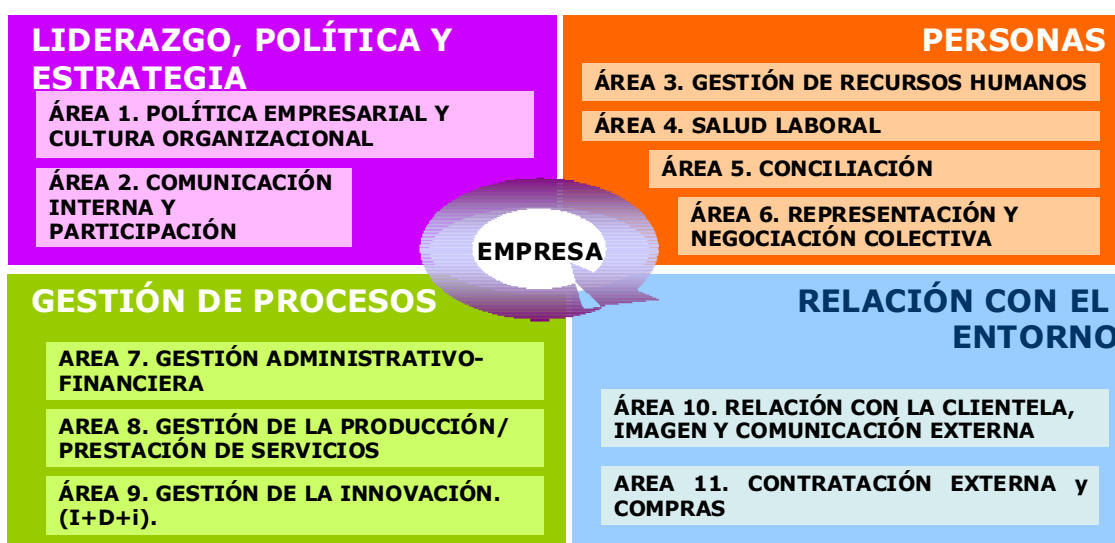 LIDERAZGO, POLÍTICA Y
ESTRATEGIA
ÁREA 1. POLÍTICA EMPRESARIAL Y
CULTURA ORGANIZACIONAL
ÁREA 2. COMUNICACIÓN
INTERNA Y
PARTICIPACIÓN
PERSONAS
ÁREA 3. GESTIÓN DE RECURSOS HUMANOS
ÁREA 4. SALUD LABORAL
ÁREA 5. CONCILIACIÓN
ÁREA 6. REPRESENTACIÓN Y
NEGOCIACIÓN COLECTIVA
EMPRESA
GESTIÓN DE PROCESOS
AREA 7. GESTIÓN ADMINISTRATIVO-
FINANCIERA
AREA 8. GESTIÓN DE LA PRODUCCIÓN/
PRESTACIÓN DE SERVICIOS
ÁREA 9. GESTIÓN DE LA INNOVACIÓN.
(I+D+i).
RELACIÓN CON EL
ENTORNO
ÁREA 10. RELACIÓN CON LA CLIENTELA,
IMAGEN Y COMUNICACIÓN EXTERNA
AREA 11. CONTRATACIÓN EXTERNA y
COMPRAS